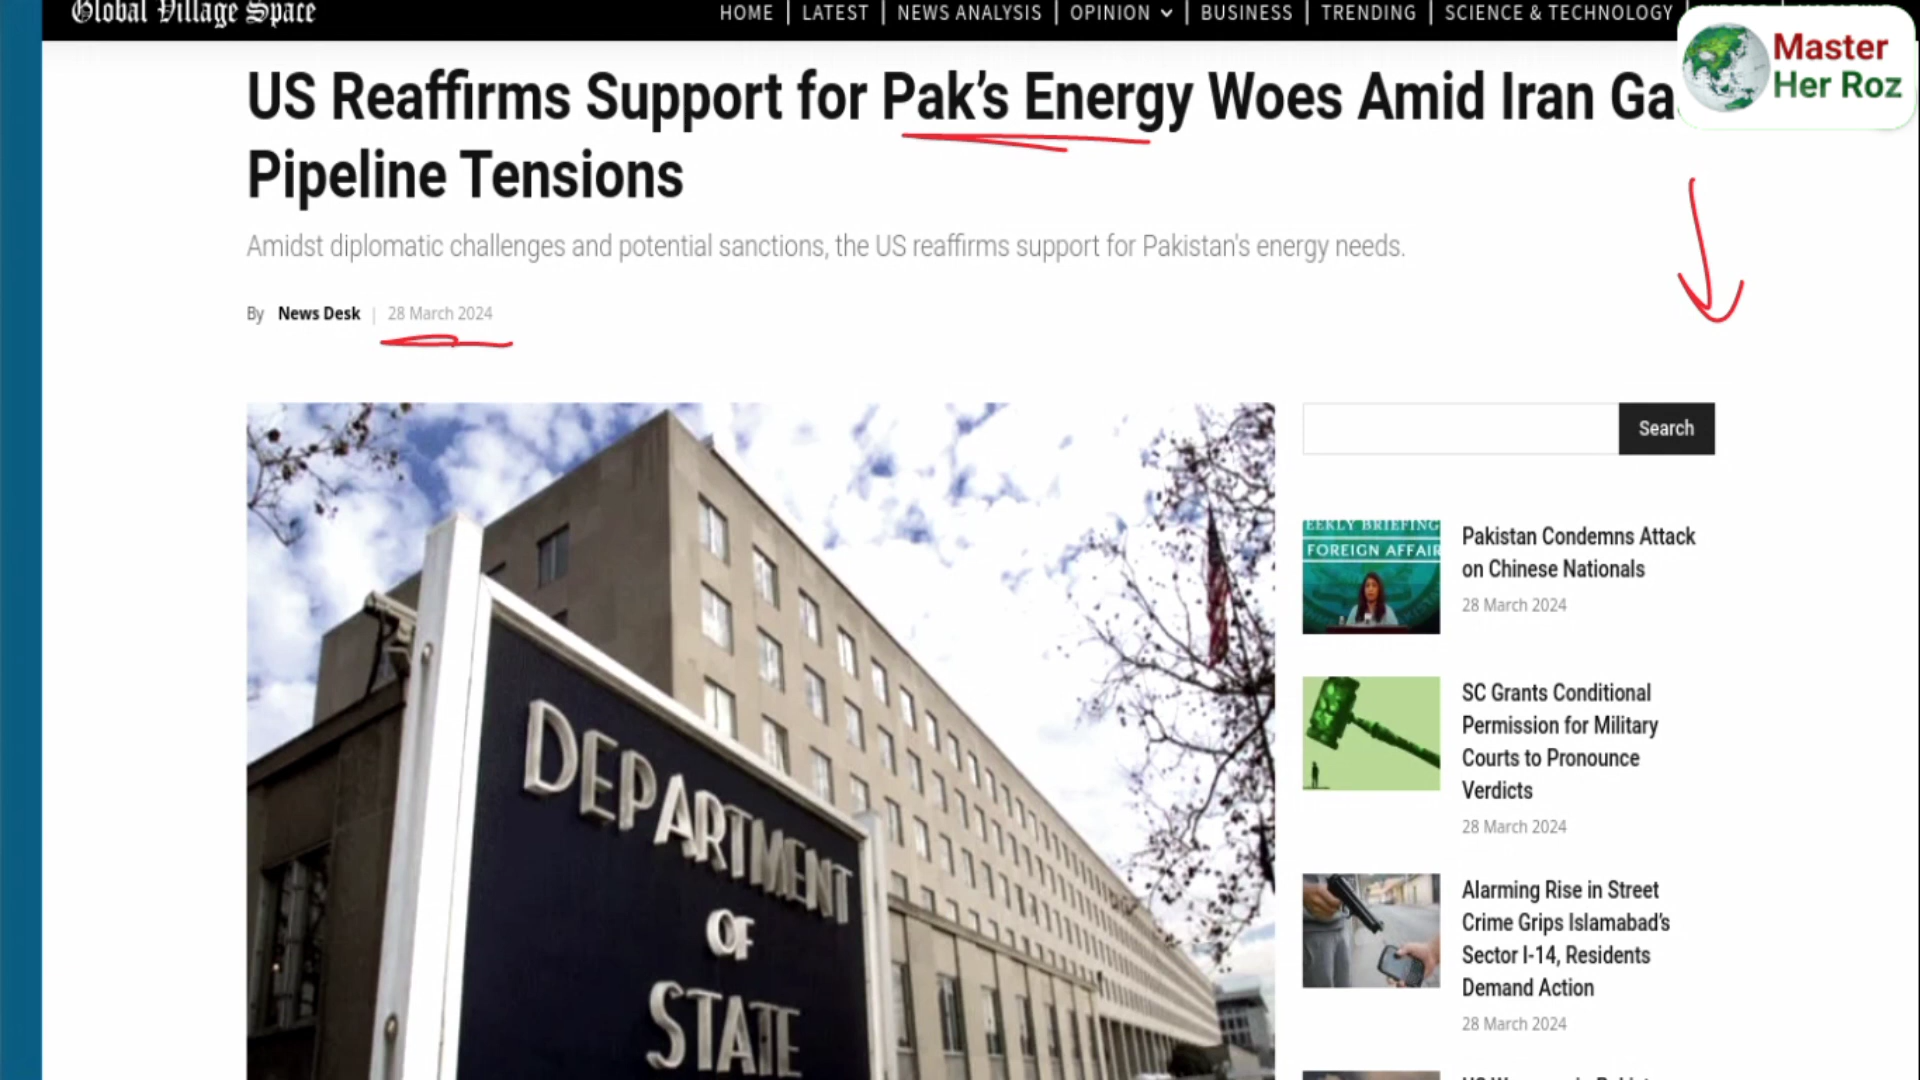 Global Village Space
HOME | LATEST | NEWS ANALYSIS | OPINION | BUSINESS | TRENDING | SCIENCE & TECHNOLOGY
Master
Her Roz
US Reaffirms Support for Pak's Energy Woes Amid Iran Ga
Pipeline Tensions
Amidst diplomatic challenges and potential sanctions, the US reaffirms support for Pakistan's energy needs.
By News Desk | 28 March 2024
Search
DEPARTMENT
OF
STATE
EEKLY BRIEFING
FOREIGN AFFAIR
Pakistan Condemns Attack
on Chinese Nationals
28 March 2024
SC Grants Conditional
Permission for Military
Courts to Pronounce
Verdicts
28 March 2024
Alarming Rise in Street
Crime Grips Islamabad's
Sector I-14, Residents
Demand Action
28 March 2024